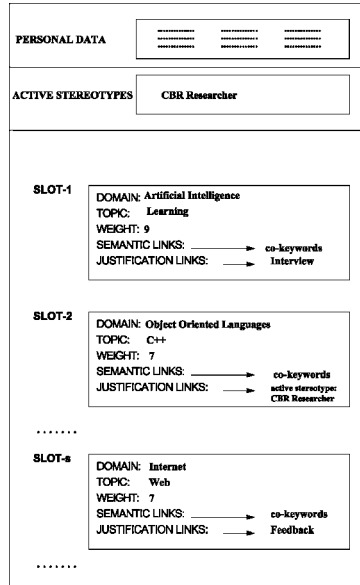 PERSONAL DATA
ACTIVE STEREOTYPES CBR Researcher
SLOT-1
DOMAIN: Artificial Intelligence
TOPIC: Learning
WEIGHT: 9
SEMANTIC LINKS: co-keywords
JUSTIFICATION LINKS: Interview
SLOT-2
DOMAIN: Object Oriented Languages
TOPIC: C++
WEIGHT: 7
SEMANTIC LINKS: co-keywords
JUSTIFICATION LINKS: active stereotype:
CBR Researcher
.......
SLOT-s
DOMAIN: Internet
TOPIC: Web
WEIGHT: 7
SEMANTIC LINKS: co-keywords
JUSTIFICATION LINKS: Feedback
.......